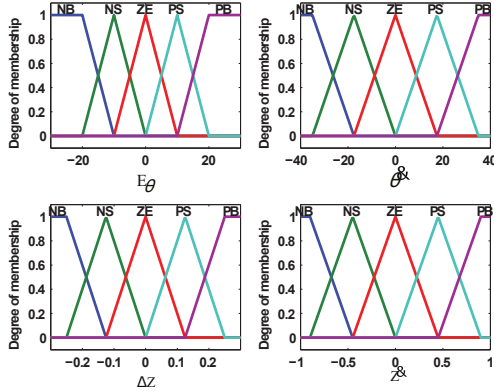 NB NS ZE PS PB
Degree of membership
1
0.8
0.6
0.4
0.2
0
−20 0 20
E_θ
NB NS ZE PS PB
Degree of membership
1
0.8
0.6
0.4
0.2
0
−40 −20 0 20 40
θ&
NB NS ZE PS PB
Degree of membership
1
0.8
0.6
0.4
0.2
0
−0.2 −0.1 0 0.1 0.2
ΔZ
NB NS ZE PS PB
Degree of membership
1
0.8
0.6
0.4
0.2
0
−1 −0.5 0 0.5 1
z&